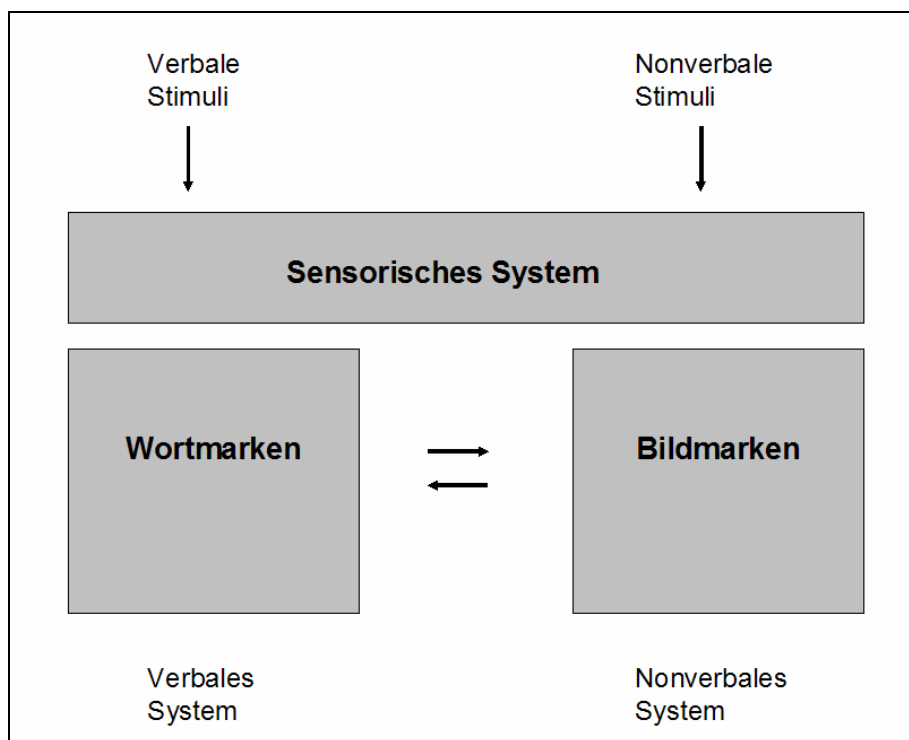 Verbale
Stimuli
Nonverbale
Stimuli
Sensorisches System
Wortmarken
Bildmarken
Verbales
System
Nonverbales
System